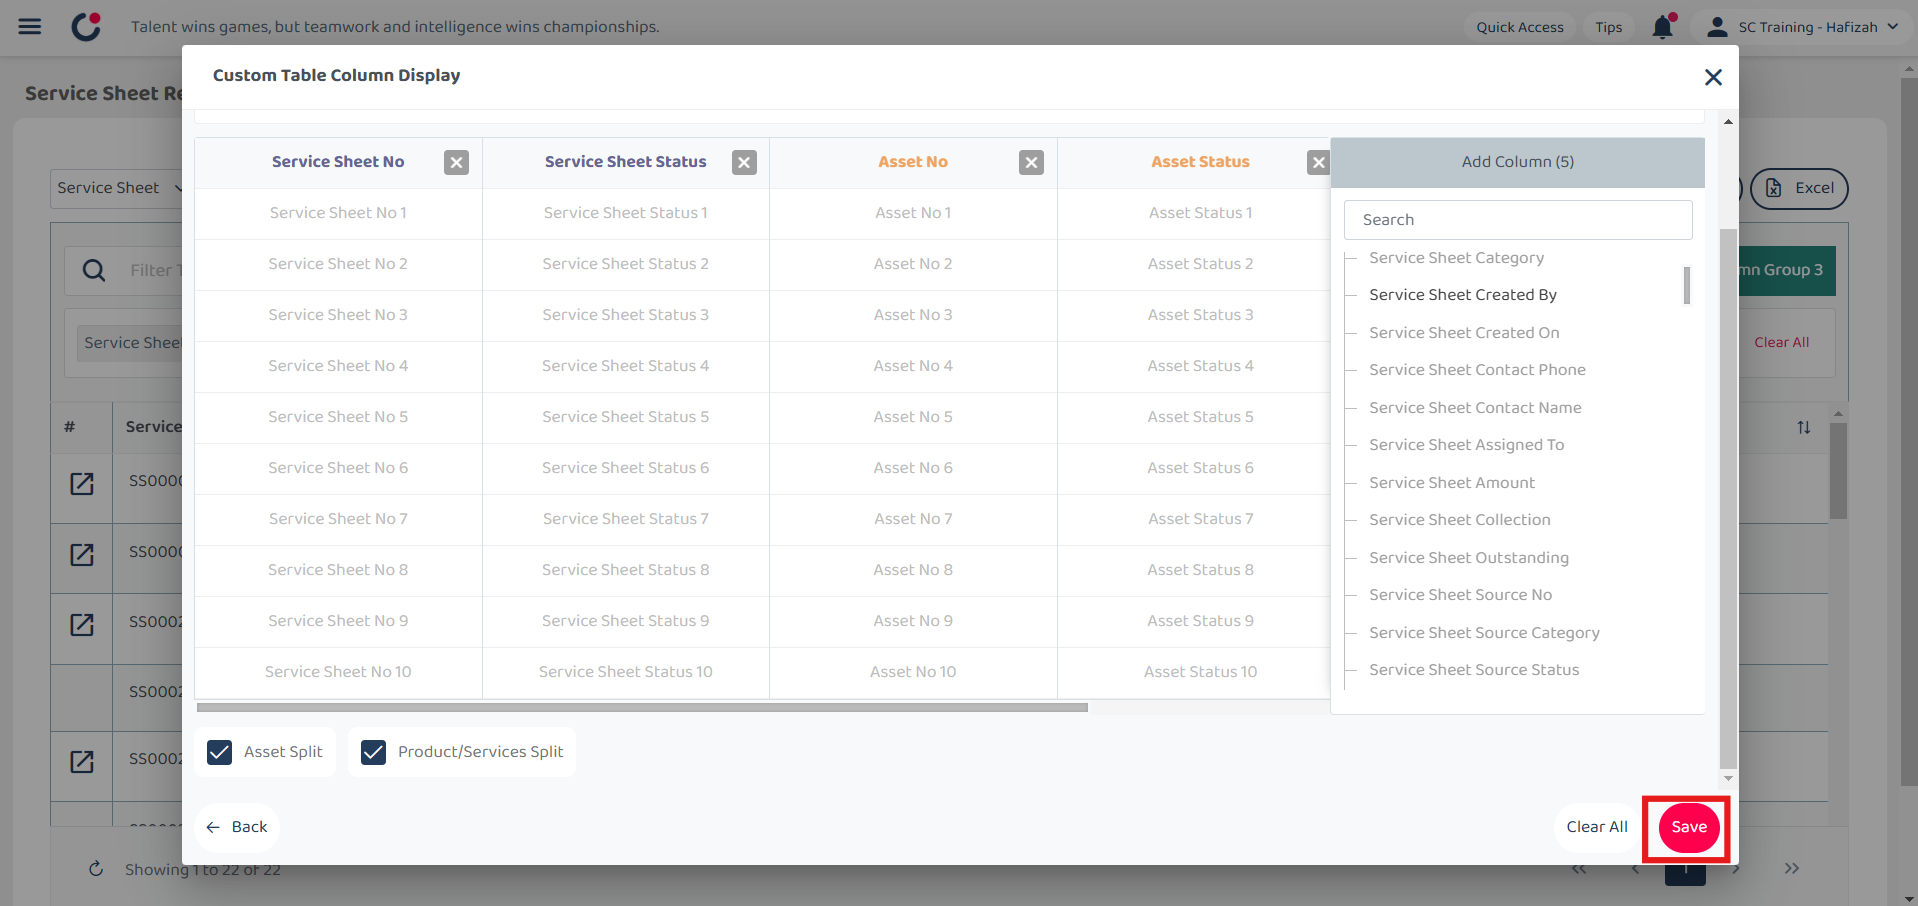 Talent wins games, but teamwork and intelligence wins championships.
Quick Access
Tips
SC Training - Hafizah
Custom Table Column Display
Service Sheet Re
Service Sheet No
Service Sheet Status
Asset No
Asset Status
Add Column (5)
Service Sheet
Excel
Search
Service Sheet No 1
Service Sheet Status 1
Asset No 1
Asset Status 1
Service Sheet No 2
Service Sheet Status 2
Asset No 2
Asset Status 2
Service Sheet No 3
Service Sheet Status 3
Asset No 3
Asset Status 3
Service Sheet No 4
Service Sheet Status 4
Asset No 4
Asset Status 4
Service Sheet No 5
Service Sheet Status 5
Asset No 5
Asset Status 5
Service Sheet No 6
Service Sheet Status 6
Asset No 6
Asset Status 6
Service Sheet No 7
Service Sheet Status 7
Asset No 7
Asset Status 7
Service Sheet No 8
Service Sheet Status 8
Asset No 8
Asset Status 8
Service Sheet No 9
Service Sheet Status 9
Asset No 9
Asset Status 9
Service Sheet No 10
Service Sheet Status 10
Asset No 10
Asset Status 10
Service Sheet Category
Service Sheet Created By
Service Sheet Created On
Service Sheet Contact Phone
Service Sheet Contact Name
Service Sheet Assigned To
Service Sheet Amount
Service Sheet Collection
Service Sheet Outstanding
Service Sheet Source No
Service Sheet Source Category
Service Sheet Source Status
Filter T
mn Group 3
Service Shee
Clear All
#
Service
SS000
SS000
SS0002
SS0002
SS0002
Asset Split
Product/Services Split
Back
Clear All
Save
Showing 1 to 22 of 22
1